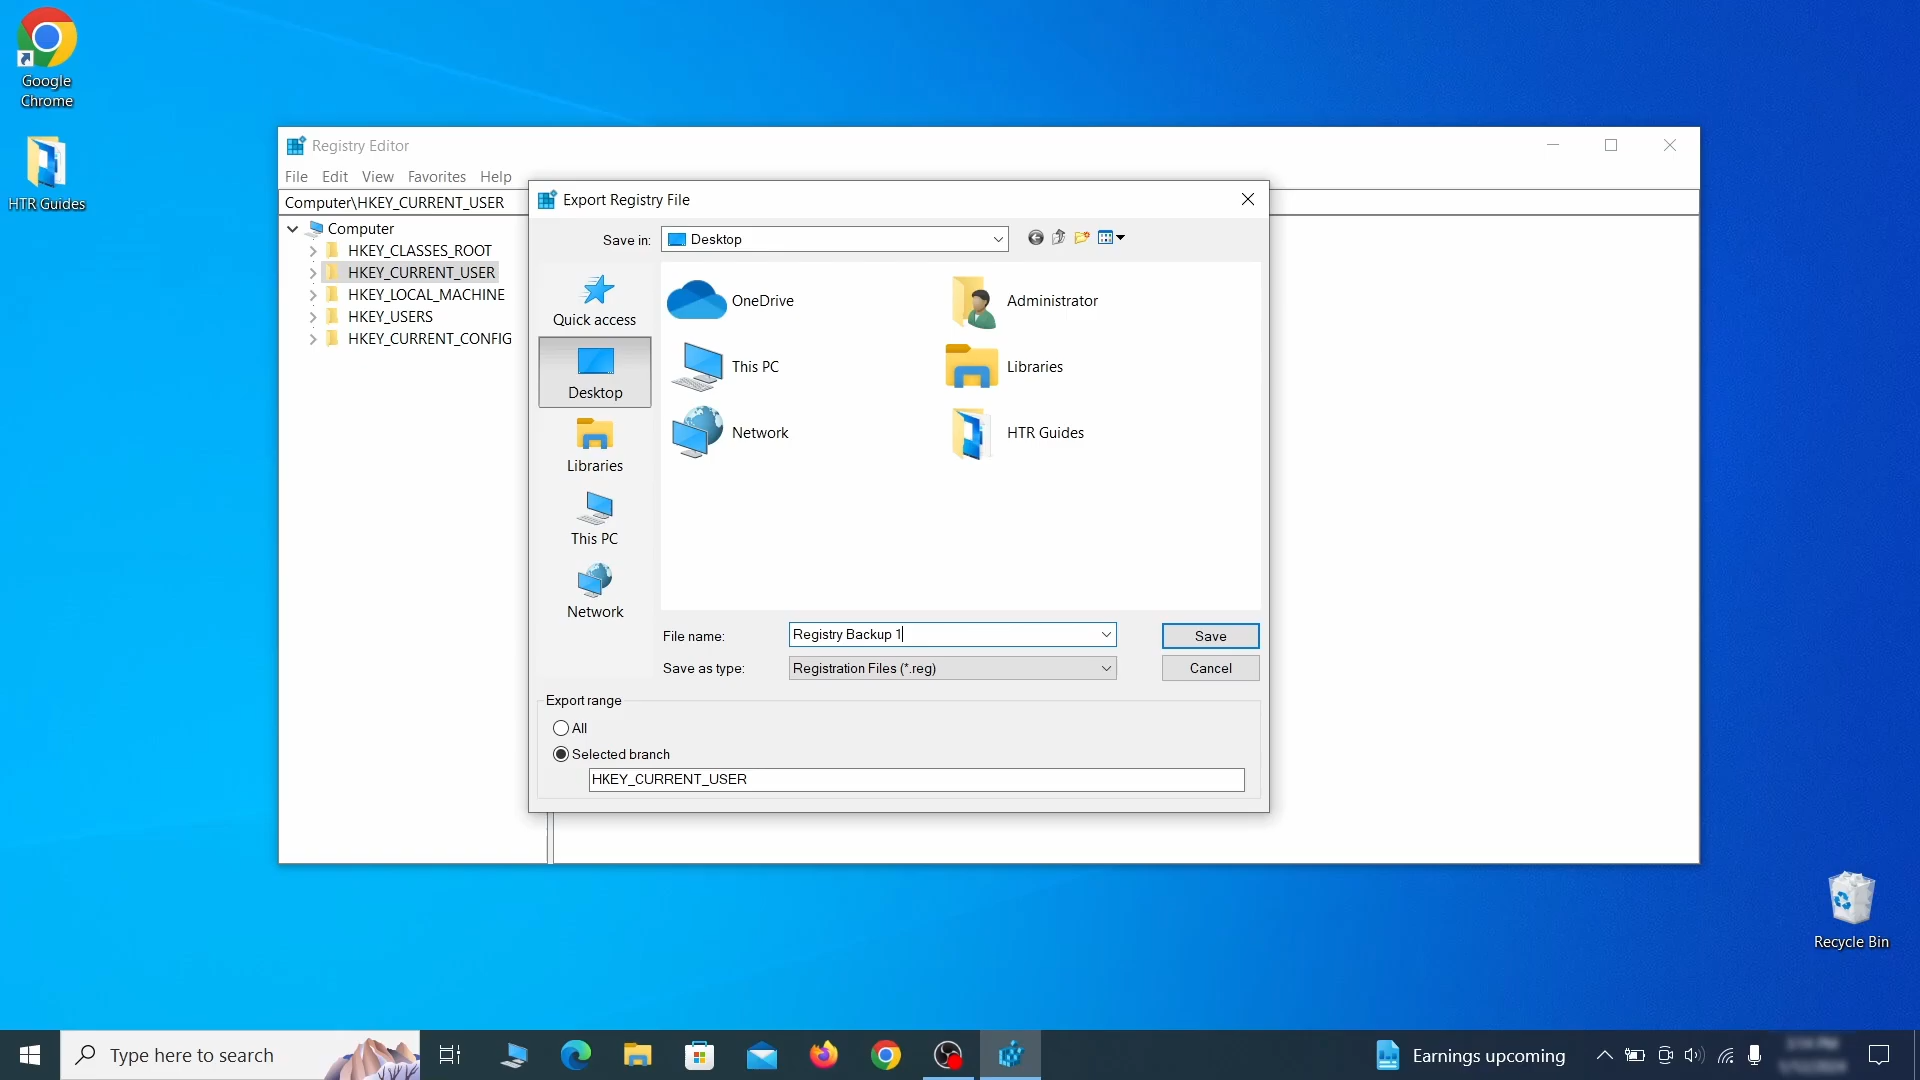 Google
Chrome
HTR Guides
Registry Editor
File Edit View Favorites Help
Computer\HKEY_CURRENT_USER
Computer
HKEY_CLASSES_ROOT
HKEY_CURRENT_USER
HKEY_LOCAL_MACHINE
HKEY_USERS
HKEY_CURRENT_CONFIG
Export Registry File
Save in: Desktop
Quick access
Desktop
Libraries
This PC
Network
OneDrive
Administrator
This PC
Libraries
Network
HTR Guides
File name: Registry Backup 1
Save
Save as type: Registration Files (*.reg)
Cancel
Export range
All
Selected branch
HKEY_CURRENT_USER
Recycle Bin
Type here to search
Earnings upcoming